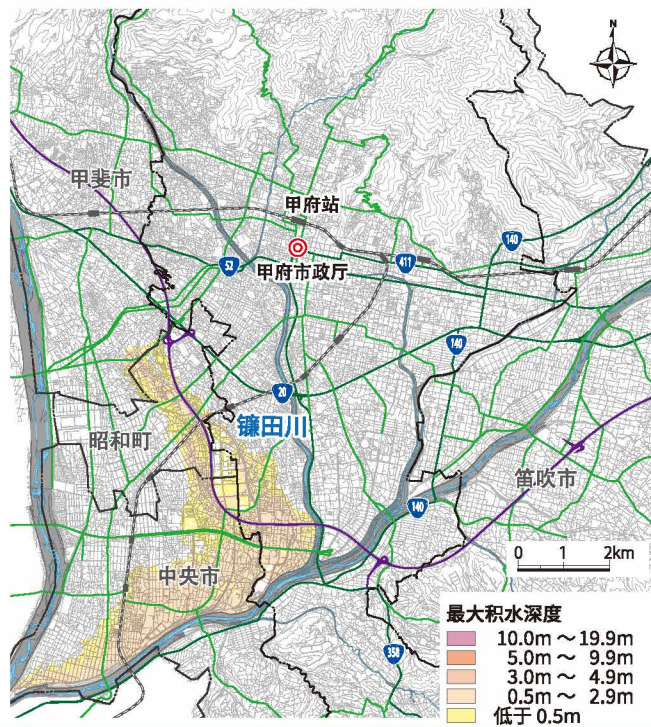 N
甲斐市
甲府站
甲府市政厅
140
411
52
140
20
镰田川
昭和町
笛吹市
140
中央市
0 1 2km
358
最大积水深度
10.0m ～ 19.9m
5.0m ～ 9.9m
3.0m ～ 4.9m
0.5m ～ 2.9m
低于 0.5m